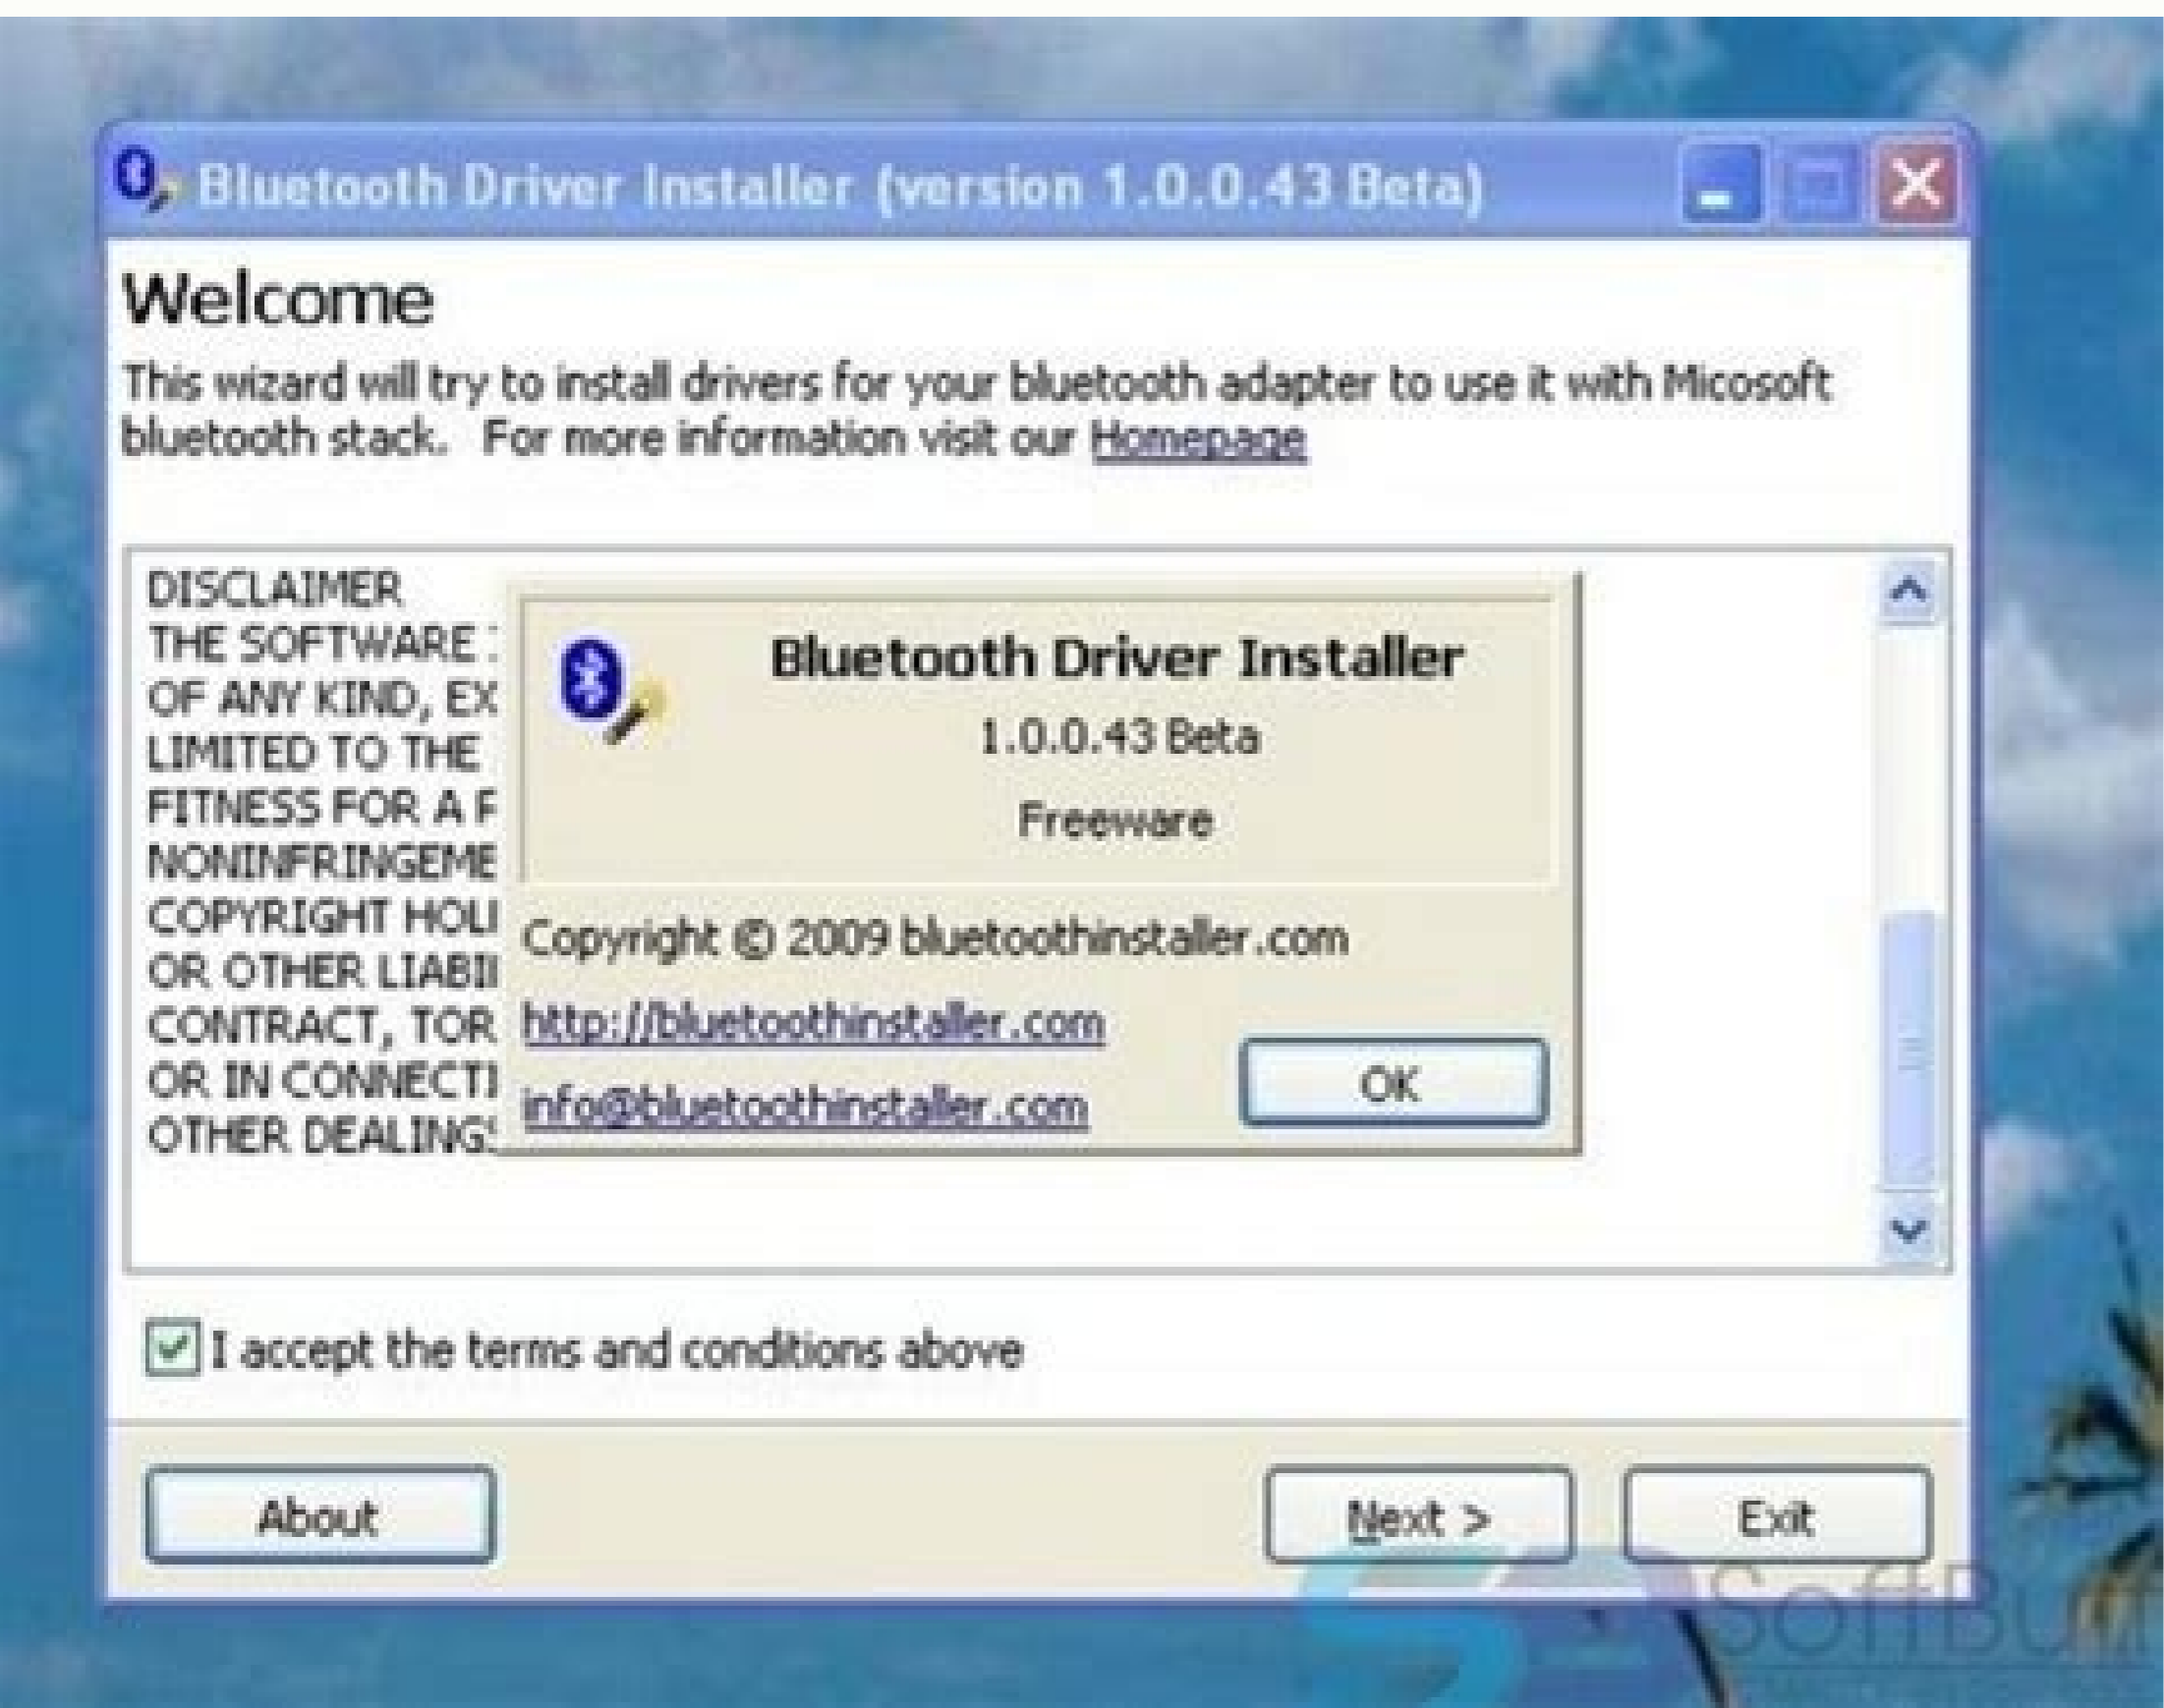 Bluetooth Driver Installer (version 1.0.0.43 Beta)
Welcome
This wizard will try to install drivers for your bluetooth adapter to use it with Micosoft
bluetooth stack. For more information visit our Homepage
DISCLAIMER
THE SOFTWARE
OF ANY KIND, EX
LIMITED TO THE
FITNESS FOR A
NONINFRINGEME
COPYRIGHT HOL
OR OTHER LIABI
CONTRACT, TOR
OR IN CONNECT
OTHER DEALING
Bluetooth Driver Installer
1.0.0.43 Beta
Freeware
Copyright © 2009 bluetoothinstaller.com
http://bluetoothinstaller.com
info@bluetoothinstaller.com
OK
I accept the terms and conditions above
About
Next >
Exit